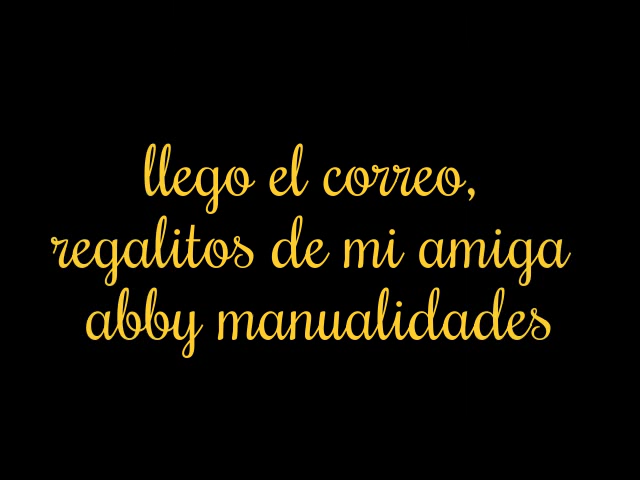 llego el correo,
regalitos de mi amiga
abby manualidades